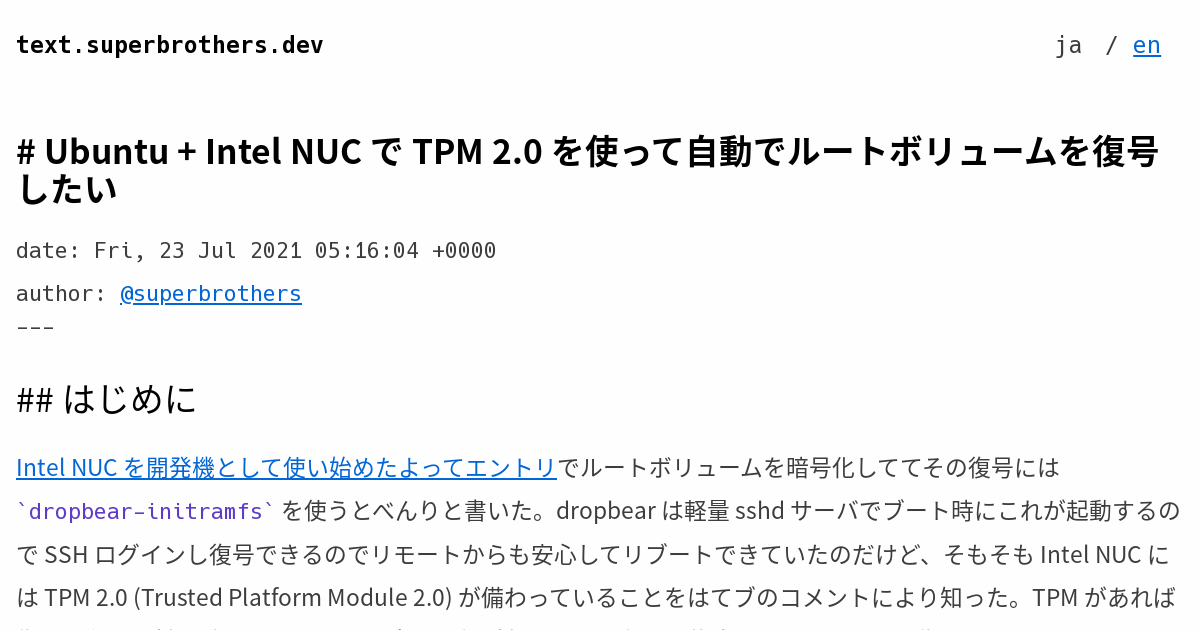 text.superbrothers.dev
ja / en
# Ubuntu + Intel NUC で TPM 2.0 を使って自動でルートボリュームを復号
したい
date: Fri, 23 Jul 2021 05:16:04 +0000
author: @superbrothers
---
## はじめに
Intel NUC を開発機として使い始めたよってエントリでルートボリュームを暗号化しててその復号には
`dropbear-initramfs` を使うとべんりと書いた。dropbear は軽量 sshd サーバでブート時にこれが起動するの
で SSH ログインし復号できるのでリモートからも安心してリブートできていたのだけど、そもそも Intel NUC に
は TPM 2.0 (Trusted Platform Module 2.0) が備わっていることをはてブのコメントにより知った。TPM があれば